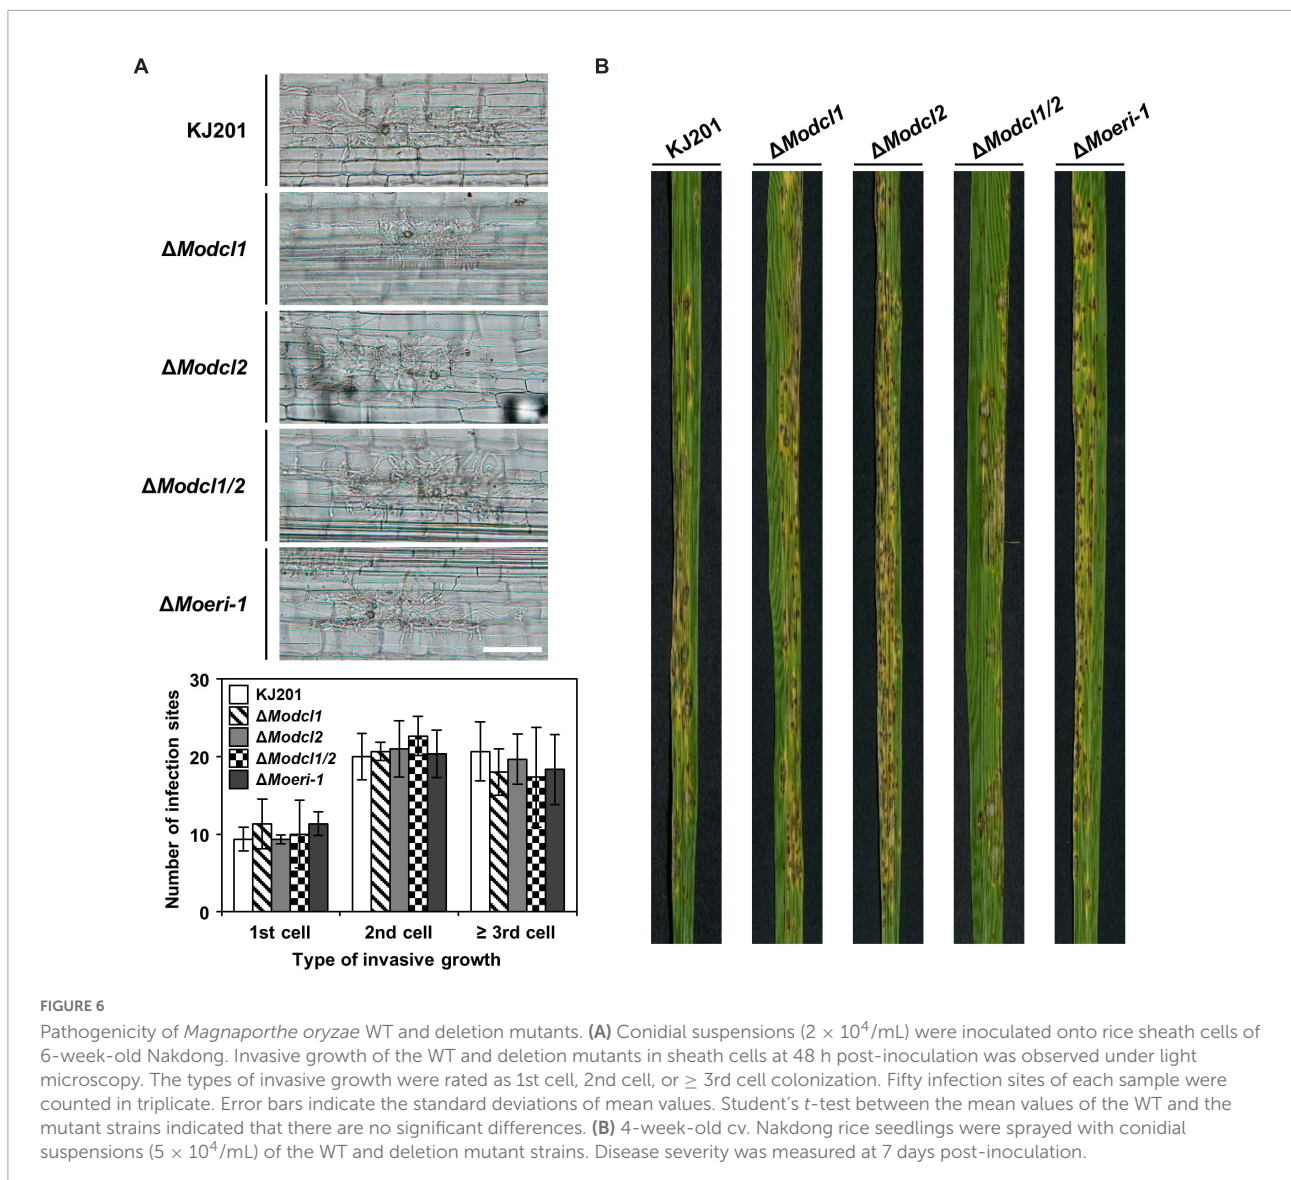 A
B
KJ201
ΔModcl1
ΔModcl2
ΔModcl1/2
ΔMoeri-1
KJ201
ΔModcl1
ΔModcl2
ΔModcl1/2
ΔMoeri-1
Number of infection sites
30
20
10
0
KJ201
ΔModcl1
ΔModcl2
ΔModcl1/2
ΔMoeri-1
1st cell
2nd cell
≥ 3rd cell
Type of invasive growth
FIGURE 6
Pathogenicity of Magnaporthe oryzae WT and deletion mutants. (A) Conidial suspensions (2 × 10⁴/mL) were inoculated onto rice sheath cells of
6-week-old Nakdong. Invasive growth of the WT and deletion mutants in sheath cells at 48 h post-inoculation was observed under light
microscopy. The types of invasive growth were rated as 1st cell, 2nd cell, or ≥ 3rd cell colonization. Fifty infection sites of each sample were
counted in triplicate. Error bars indicate the standard deviations of mean values. Student’s t-test between the mean values of the WT and the
mutant strains indicated that there are no significant differences. (B) 4-week-old cv. Nakdong rice seedlings were sprayed with conidial
suspensions (5 × 10⁴/mL) of the WT and deletion mutant strains. Disease severity was measured at 7 days post-inoculation.